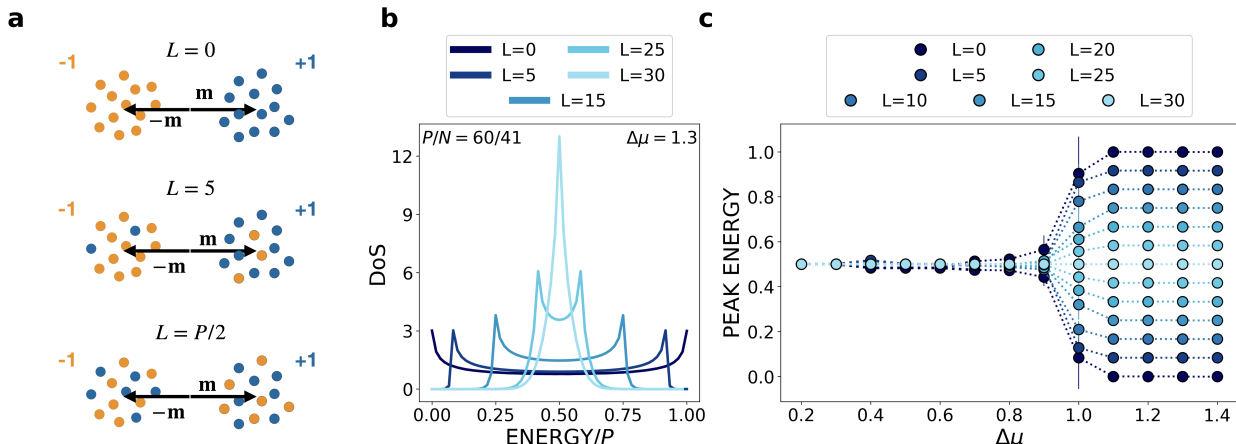 a
L = 0
-1 +1
m
−m
L = 5
-1 +1
m
−m
L = P/2
-1 +1
m
−m
b
L=0 L=25
L=5 L=30
L=15
P/N = 60/41 Δμ = 1.3
12
9
6
3
0
DoS
0.00 0.25 0.50 0.75 1.00
ENERGY/P
c
L=0 L=20
L=5 L=25
L=10 L=15 L=30
1.0
0.8
0.6
0.4
0.2
0.0
PEAK ENERGY
0.2 0.4 0.6 0.8 1.0 1.2 1.4
Δμ